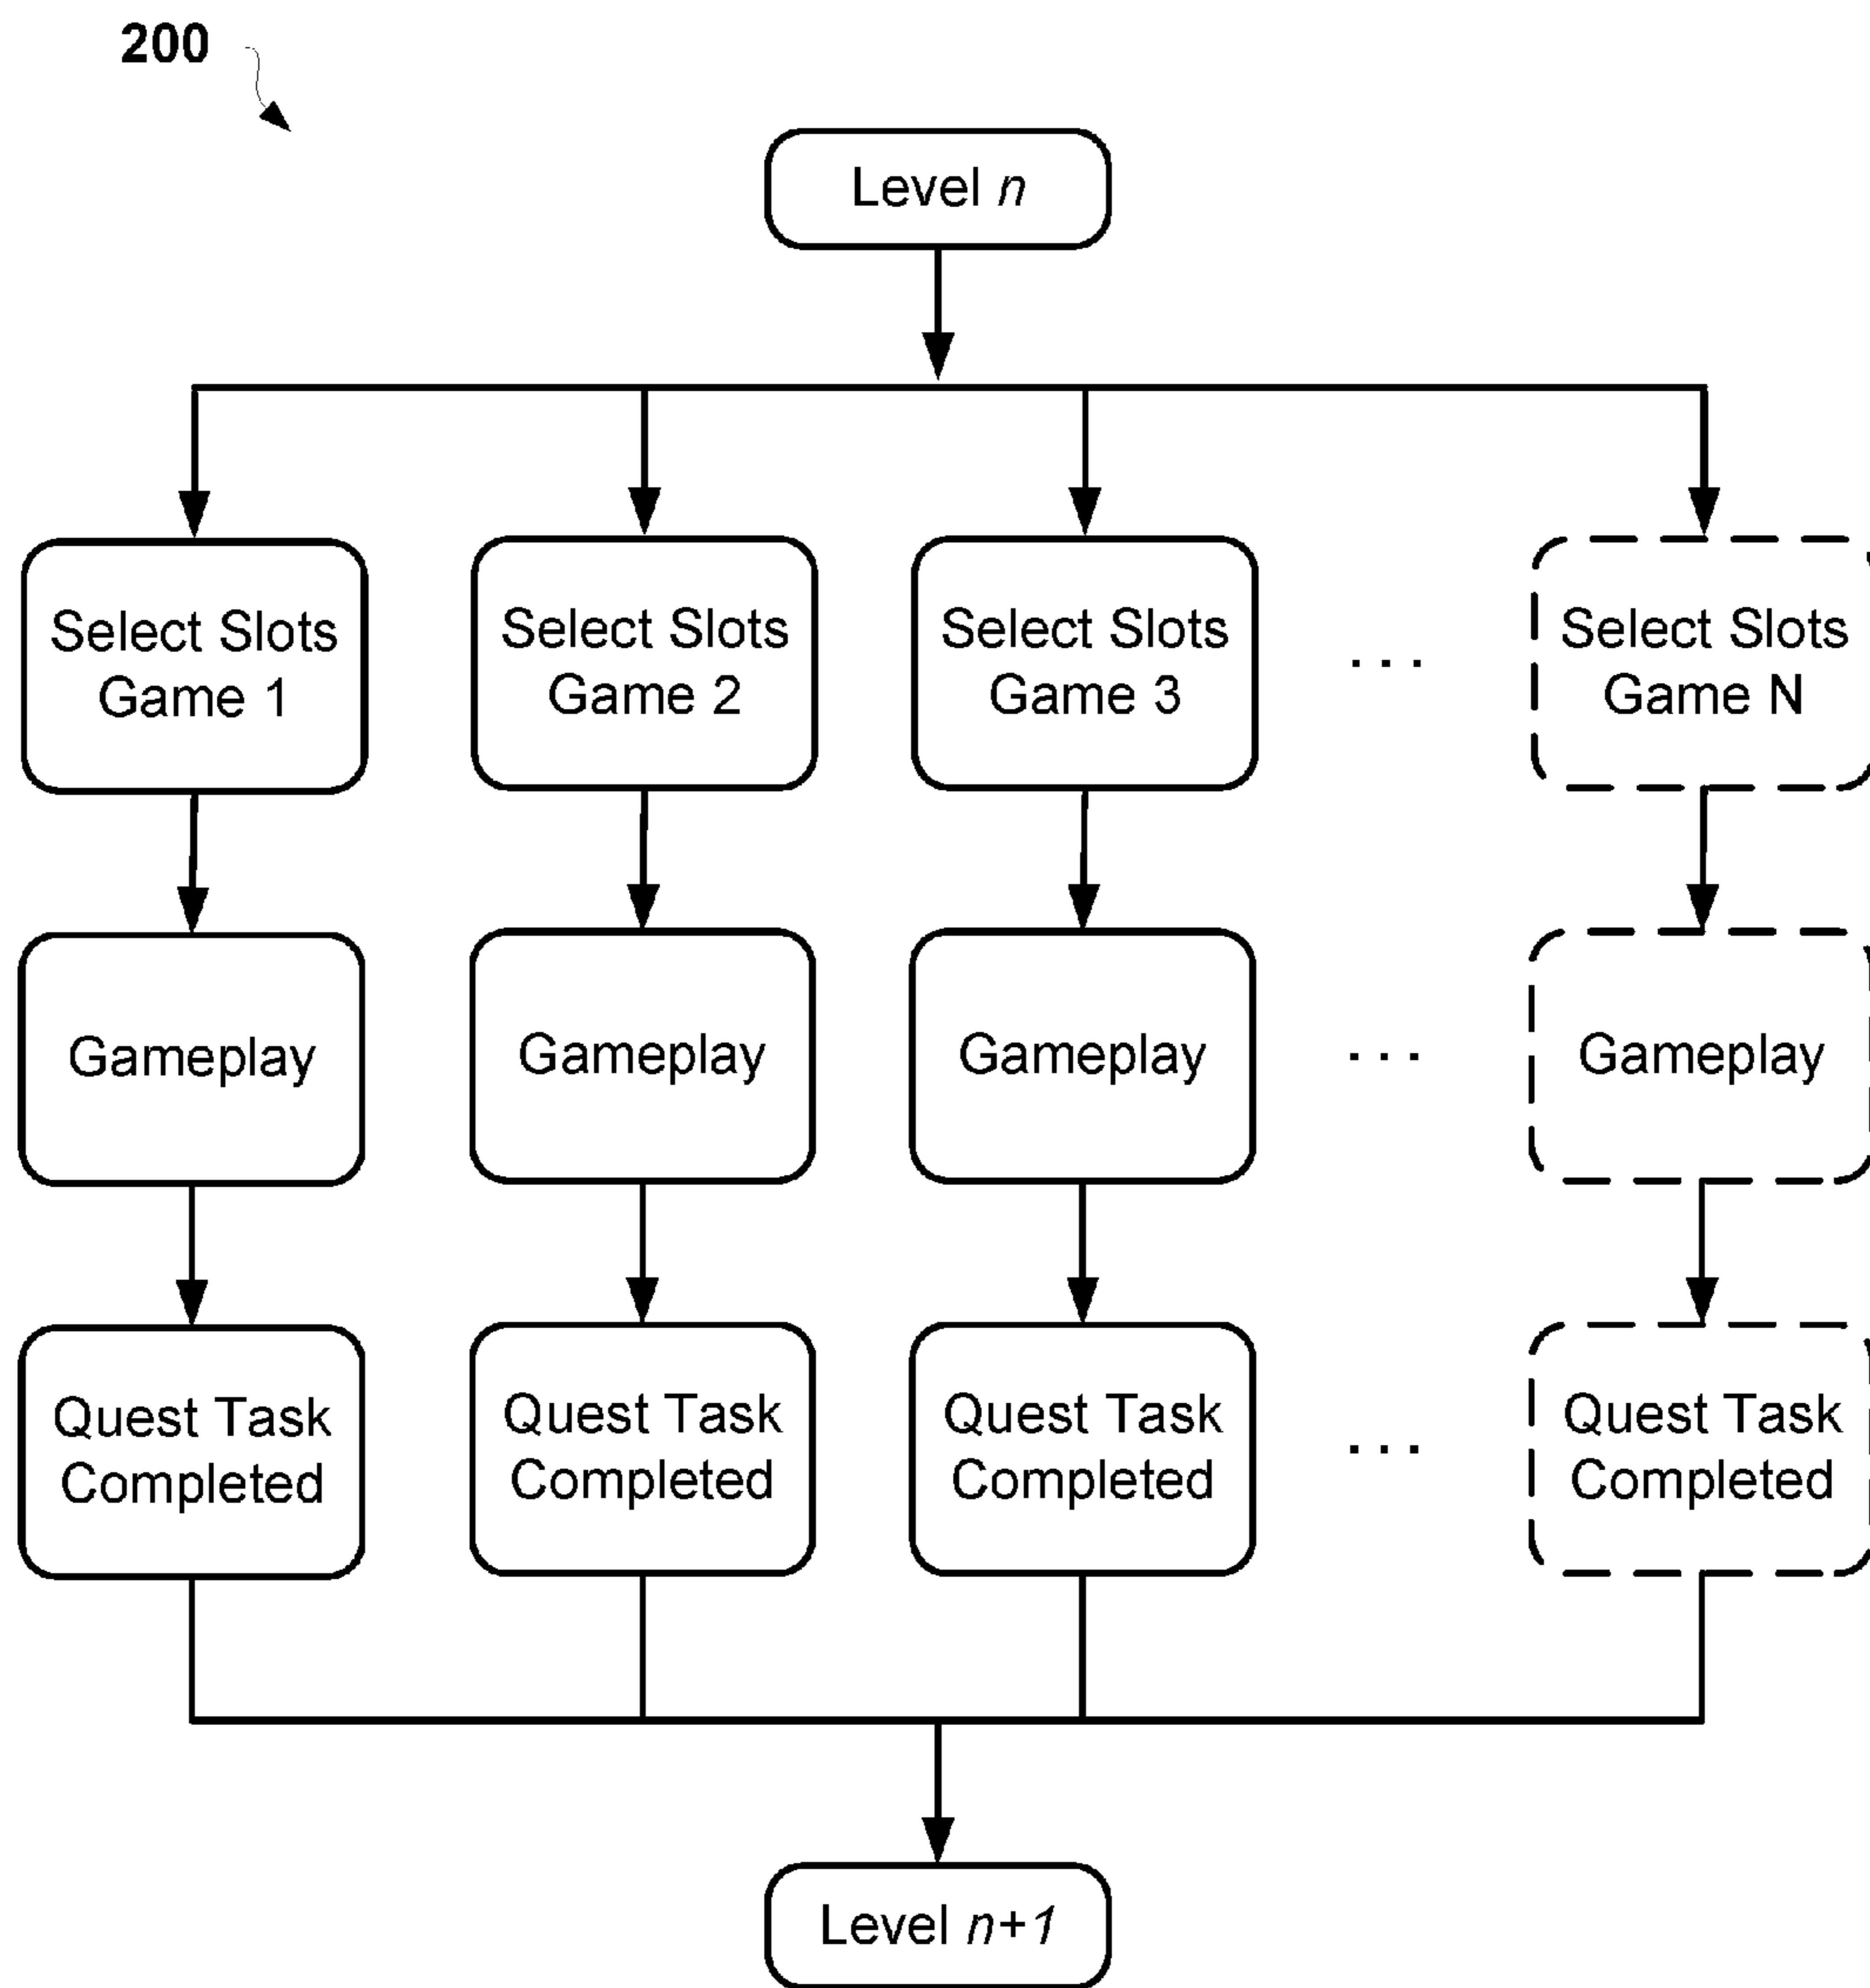 200
Level n
Select Slots
Game 1
Select Slots
Game 2
Select Slots
Game 3
...
Select Slots
Game N
Gameplay
Gameplay
Gameplay
...
Gameplay
Quest Task
Completed
Quest Task
Completed
Quest Task
Completed
...
Quest Task
Completed
Level n+1